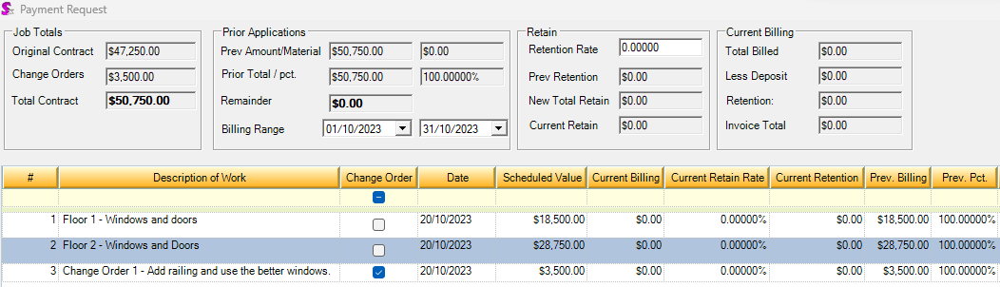 Payment Request
Job Totals
Original Contract $47,250.00
Change Orders $3,500.00
Total Contract $50,750.00
Prior Applications
Prev Amount/Material $50,750.00 $0.00
Prior Total / pct. $50,750.00 100.00000%
Remainder $0.00
Billing Range 01/10/2023 31/10/2023
Retain
Retention Rate 0.00000
Prev Retention $0.00
New Total Retain $0.00
Current Retain $0.00
Current Billing
Total Billed $0.00
Less Deposit $0.00
Retention: $0.00
Invoice Total $0.00
# Description of Work Change Order Date Scheduled Value Current Billing Current Retain Rate Current Retention Prev. Billing Prev. Pct.
1 Floor 1 - Windows and doors 20/10/2023 $18,500.00 $0.00 0.00000% $0.00 $18,500.00 100.00000%
2 Floor 2 - Windows and Doors 20/10/2023 $28,750.00 $0.00 0.00000% $0.00 $28,750.00 100.00000%
3 Change Order 1 - Add railing and use the better windows. 20/10/2023 $3,500.00 $0.00 0.00000% $0.00 $3,500.00 100.00000%